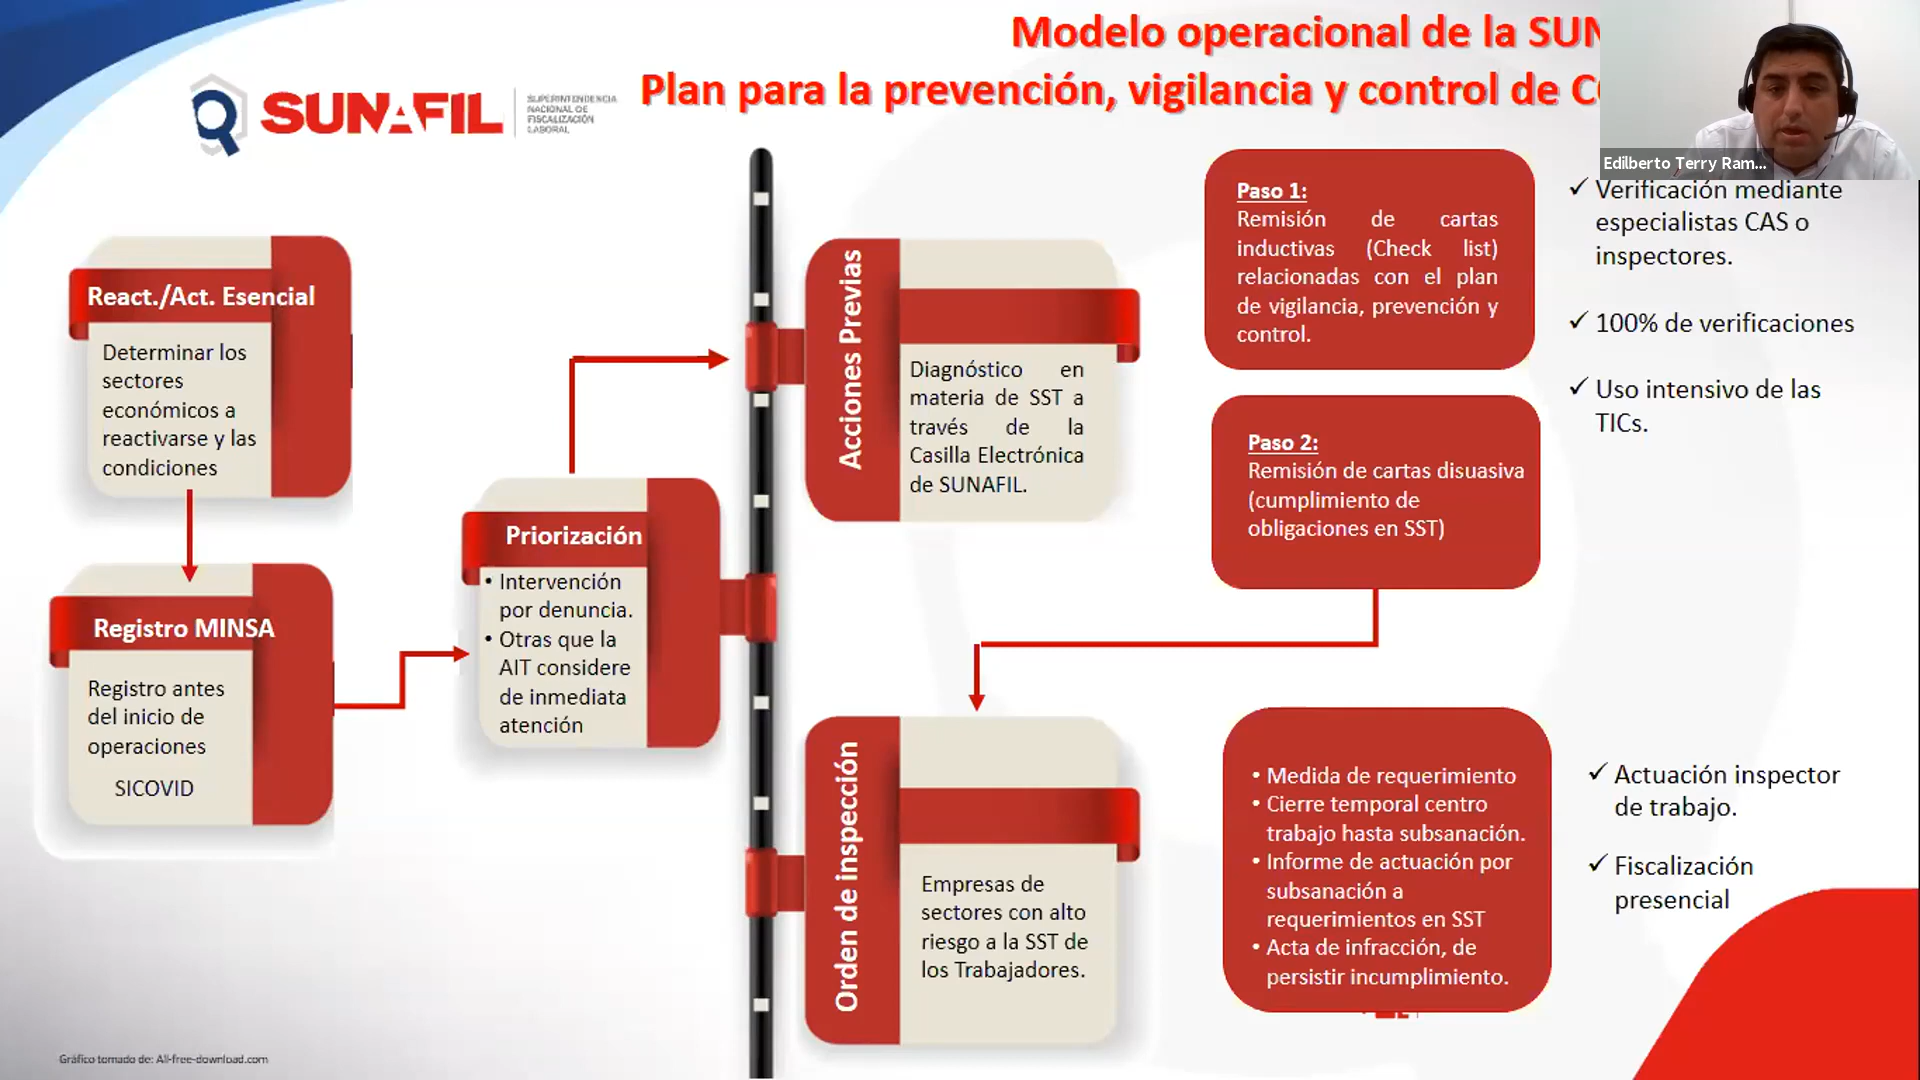 Modelo operacional de la
Plan para la prevención, vigilancia y control de
SUNAFIL
SUPERINTENDENCIA
NACIONAL DE
FISCALIZACIÓN
LABORAL
Edilberto Terry Ram...
React./Act. Esencial
Determinar los
sectores
económicos a
reactivarse y las
condiciones
Registro MINSA
Registro antes
del inicio de
operaciones
SICOVID
Priorización
• Intervención
por denuncia.
• Otras que la
AIT considere
de inmediata
atención
Acciones Previas
Diagnóstico en
materia de SST a
través de la
Casilla Electrónica
de SUNAFIL.
Paso 1:
Remisión de cartas
inductivas (Check list)
relacionadas con el plan
de vigilancia, prevención y
control.
Paso 2:
Remisión de cartas disuasiva
(cumplimiento de
obligaciones en SST)
✓ Verificación mediante
especialistas CAS o
inspectores.
✓ 100% de verificaciones
✓ Uso intensivo de las
TICs.
Orden de inspección
Empresas de
sectores con alto
riesgo a la SST de
los Trabajadores.
• Medida de requerimiento
• Cierre temporal centro
trabajo hasta subsanación.
• Informe de actuación por
subsanación a
requerimientos en SST
• Acta de infracción, de
persistir incumplimiento.
✓ Actuación inspector
de trabajo.
✓ Fiscalización
presencial
Gráfico tomado de: All-free-download.com